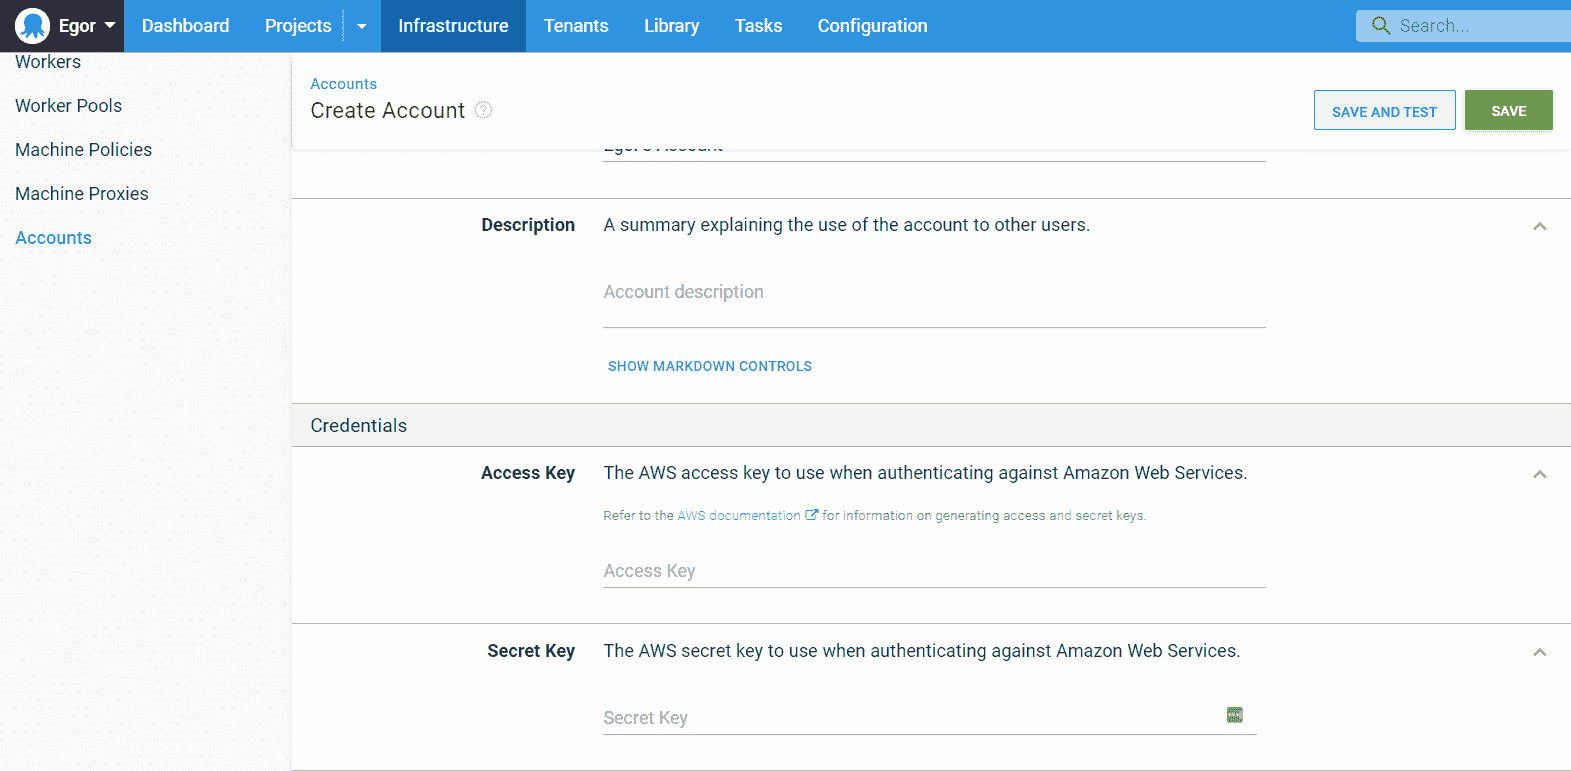 Egor Dashboard Projects Infrastructure Tenants Library Tasks Configuration Search...
Workers
Worker Pools
Machine Policies
Machine Proxies
Accounts
Accounts
Create Account ?
SAVE AND TEST SAVE
Egor's Account
Description A summary explaining the use of the account to other users.
Account description
SHOW MARKDOWN CONTROLS
Credentials
Access Key The AWS access key to use when authenticating against Amazon Web Services.
Refer to the AWS documentation for information on generating access and secret keys.
Access Key
Secret Key The AWS secret key to use when authenticating against Amazon Web Services.
Secret Key